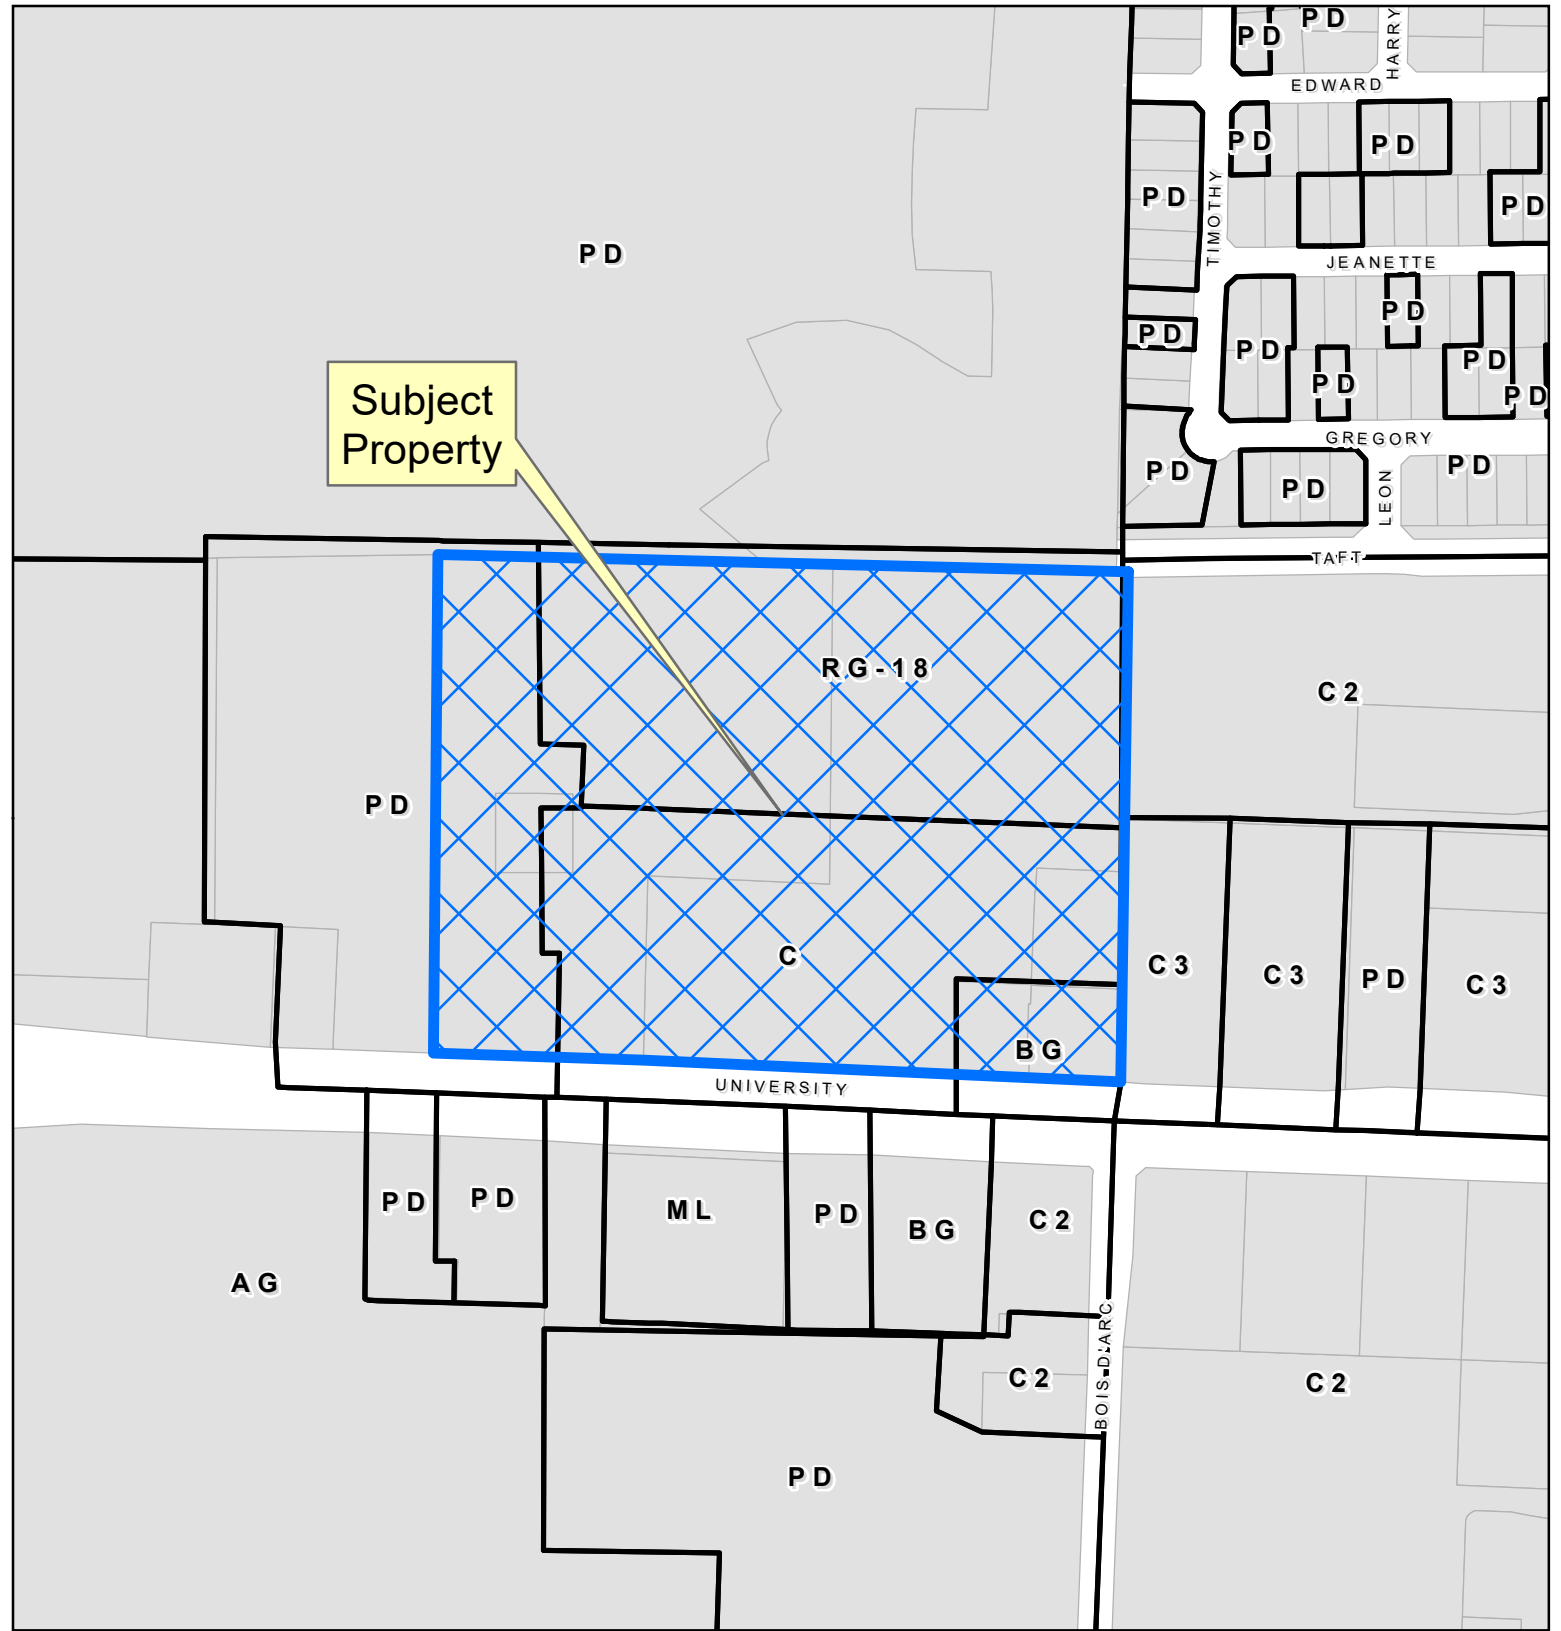 PD
PD
HARRY
EDWARD
PD
PD
PD
TIMOTHY
PD
JEANETTE
PD
PD
PD
PD
PD
PD
PD
Subject
Property
GREGORY
PD
PD
PD
LEON
TAFT
RG-18
C2
PD
C
C3
C3
PD
C3
BG
UNIVERSITY
PD
PD
ML
PD
BG
C2
AG
BOIS D'ARC
C2
C2
PD